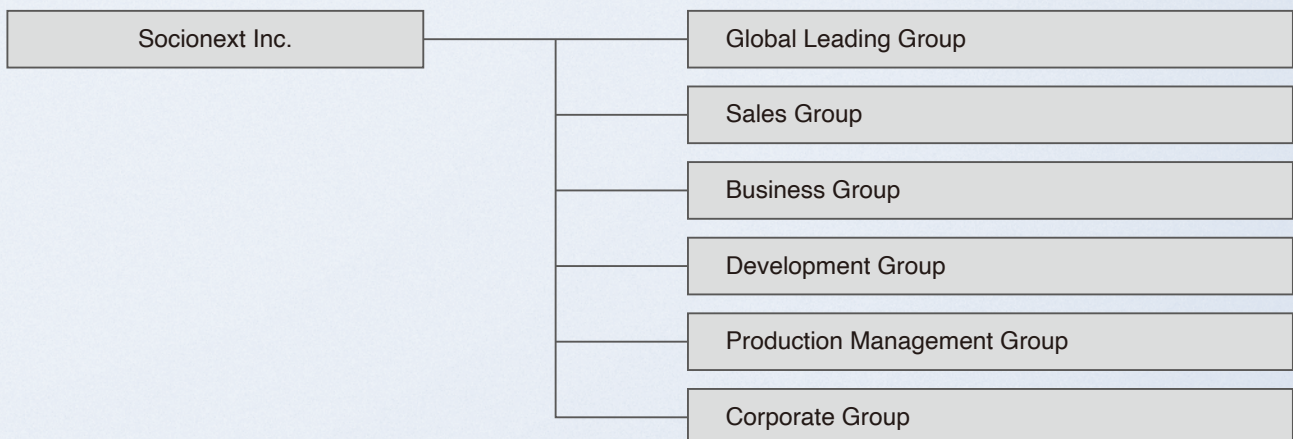 Socionext Inc.
Global Leading Group
Sales Group
Business Group
Development Group
Production Management Group
Corporate Group